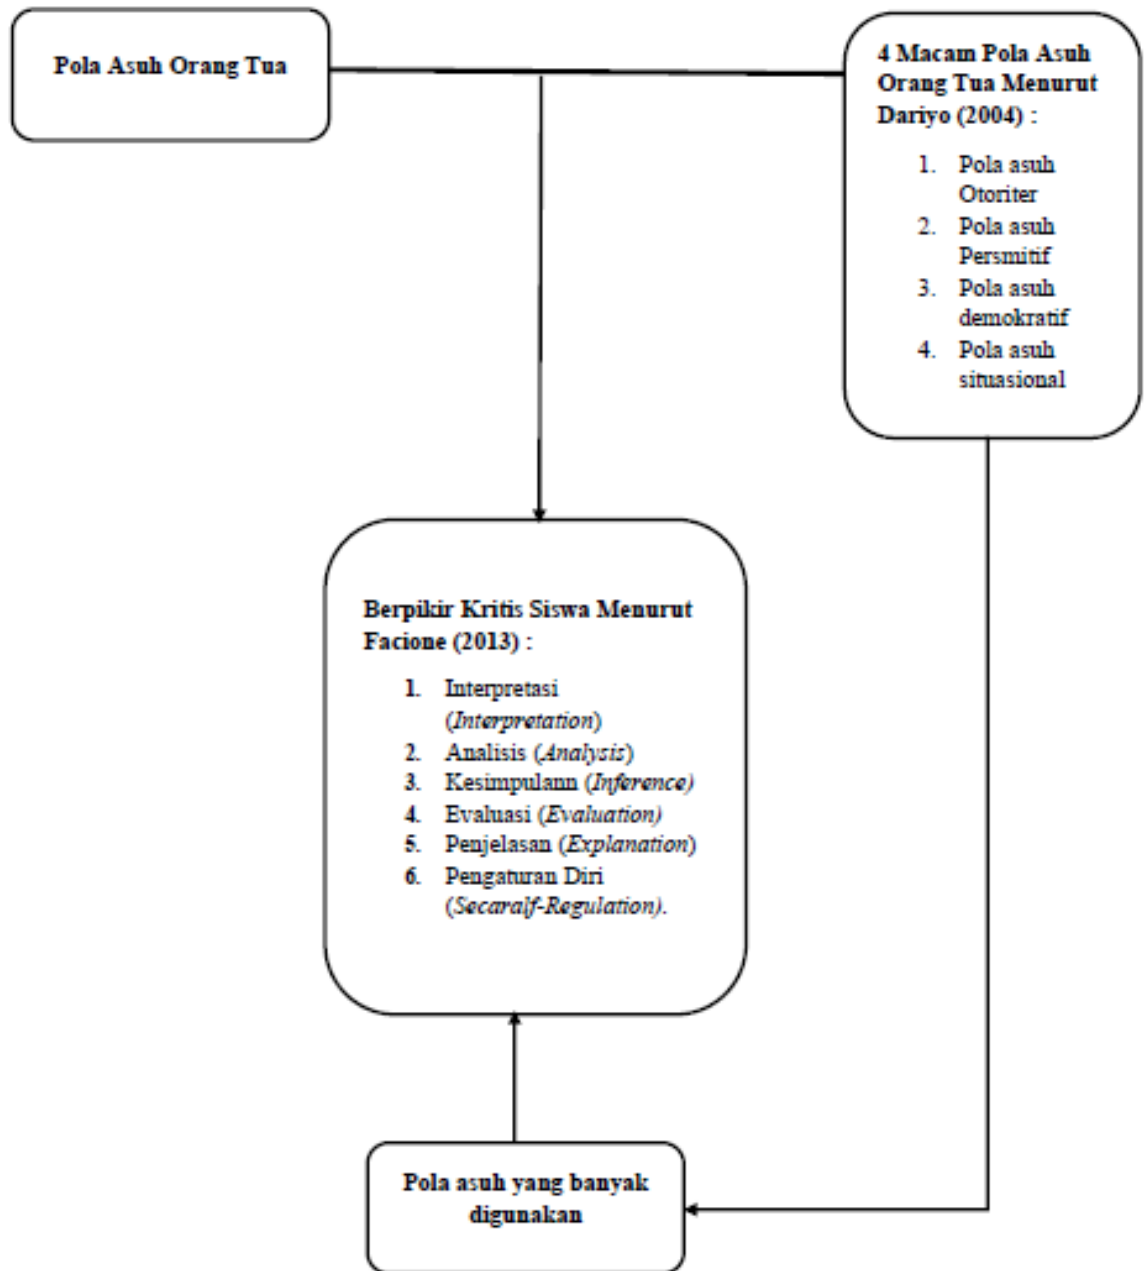 Pola Asuh Orang Tua
4 Macam Pola Asuh
Orang Tua Menurut
Dariyo (2004) :
1. Pola asuh
Otoriter
2. Pola asuh
Persmitif
3. Pola asuh
demokratif
4. Pola asuh
situasional
Berpikir Kritis Siswa Menurut
Facione (2013) :
1. Interpretasi
(Interpretation)
2. Analisis (Analysis)
3. Kesimpulann (Inference)
4. Evaluasi (Evaluation)
5. Penjelasan (Explanation)
6. Pengaturan Diri
(Secaralf-Regulation).
Pola asuh yang banyak
digunakan